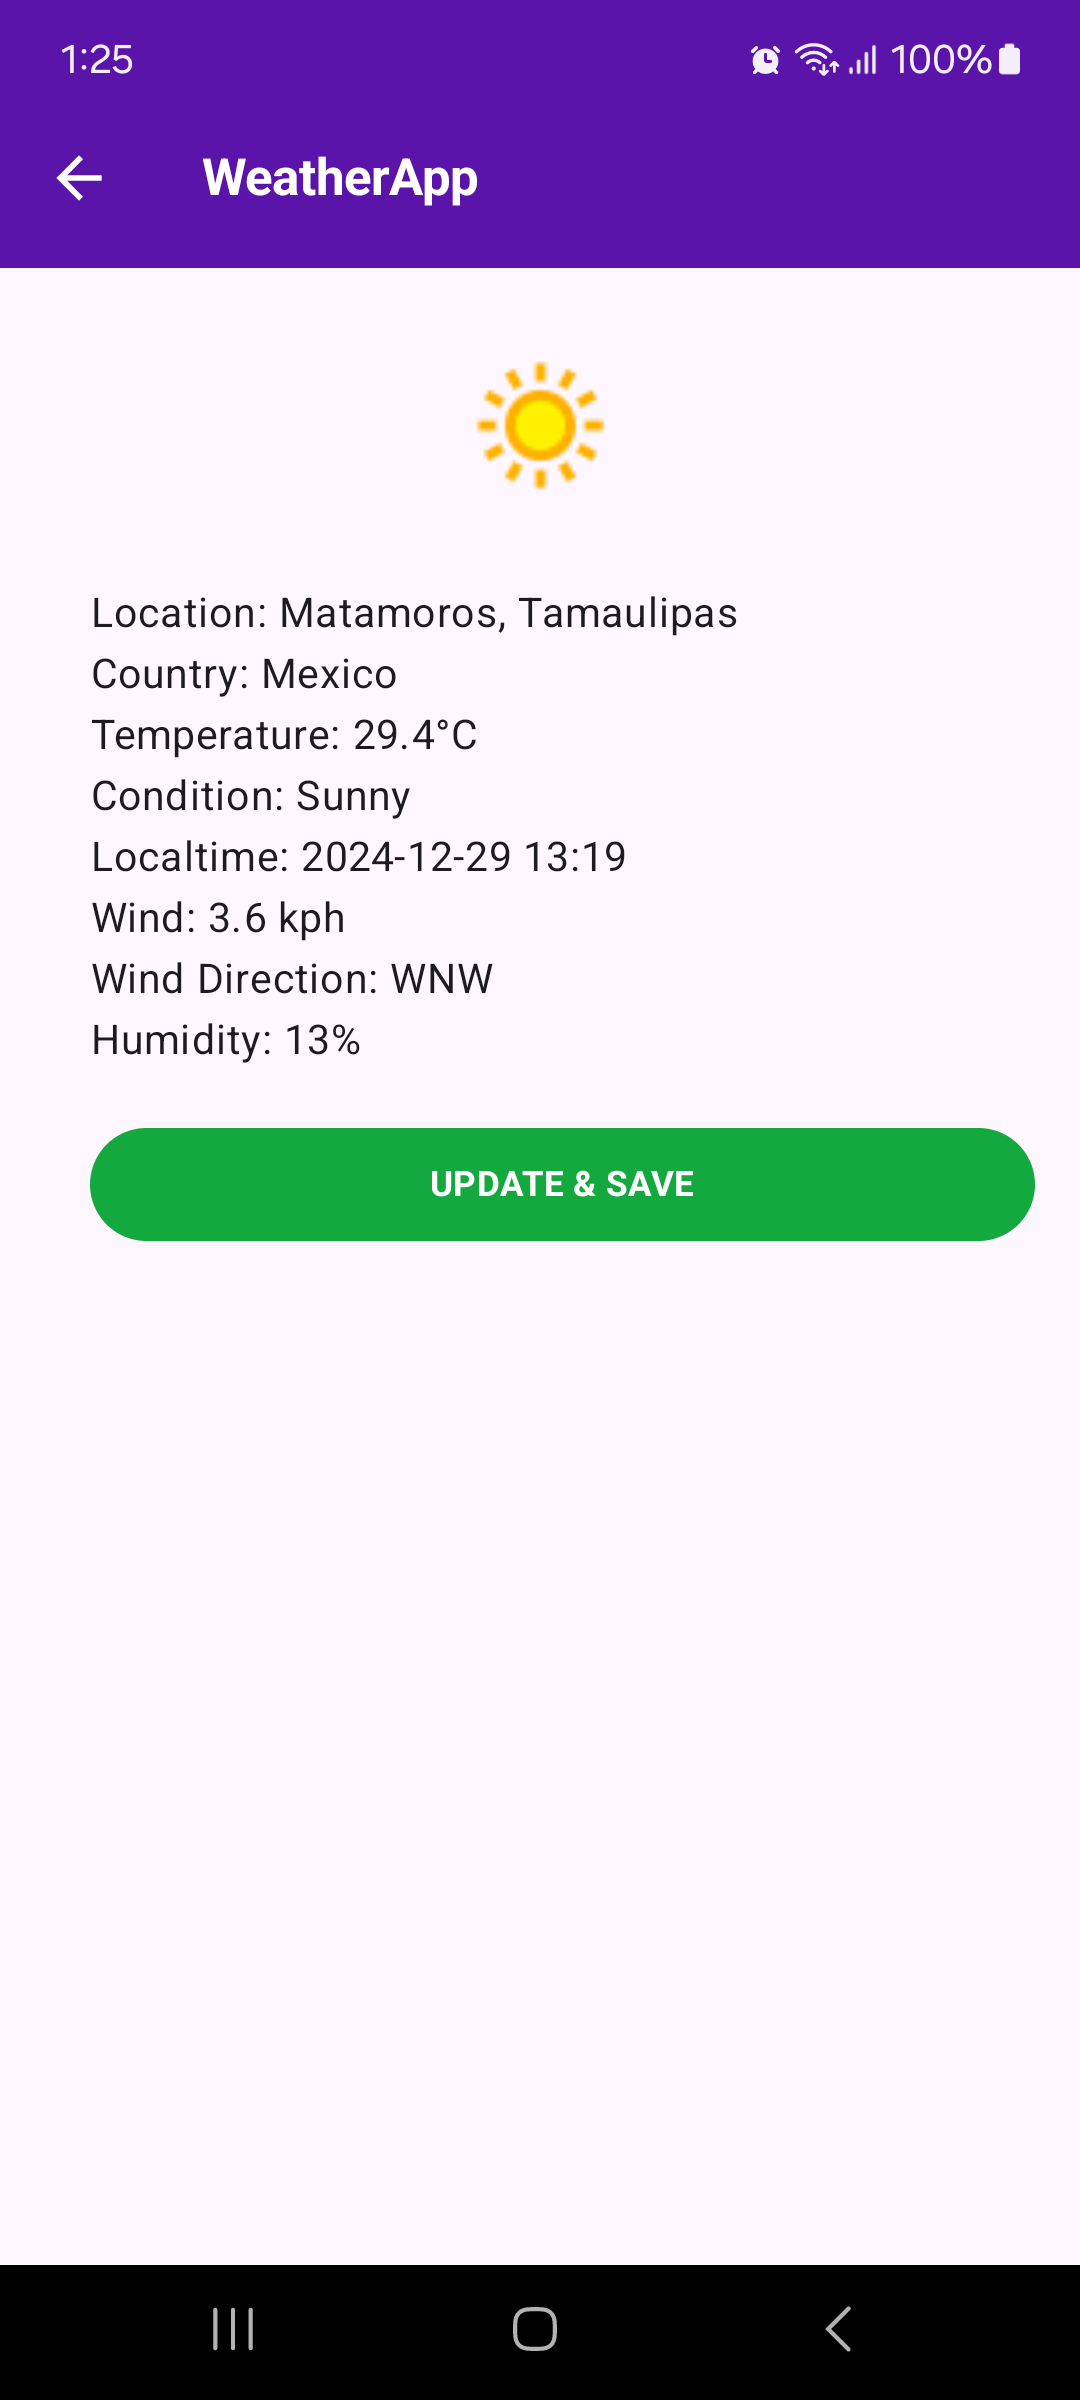 1:25
100%
WeatherApp
Location: Matamoros, Tamaulipas
Country: Mexico
Temperature: 29.4°C
Condition: Sunny
Localtime: 2024-12-29 13:19
Wind: 3.6 kph
Wind Direction: WNW
Humidity: 13%
UPDATE & SAVE